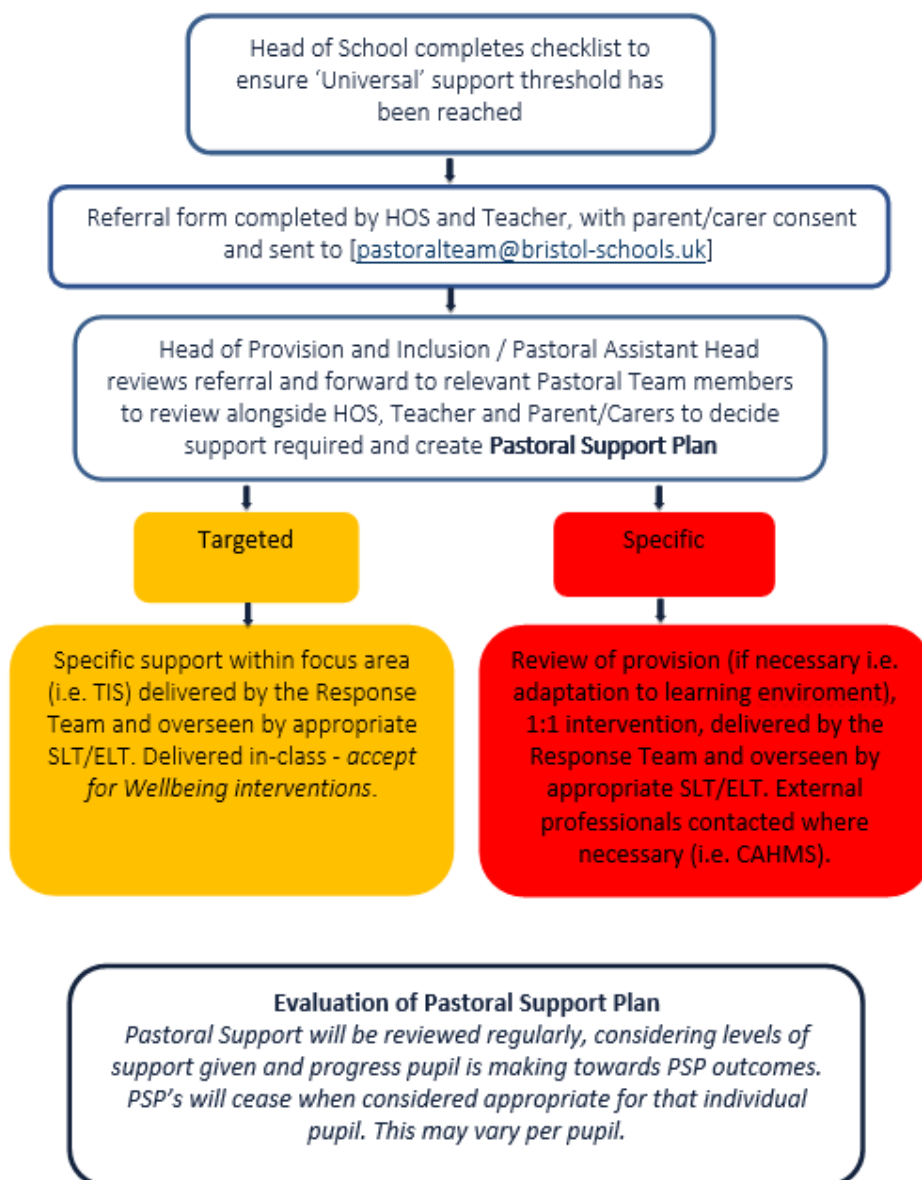 Head of School completes checklist to
ensure ‘Universal’ support threshold has
been reached
Referral form completed by HOS and Teacher, with parent/carer consent
and sent to [pastoralteam@bristol-schools.uk]
Head of Provision and Inclusion / Pastoral Assistant Head
reviews referral and forward to relevant Pastoral Team members
to review alongside HOS, Teacher and Parent/Carers to decide
support required and create Pastoral Support Plan
Targeted
Specific
Specific support within focus area
(i.e. TIS) delivered by the Response
Team and overseen by appropriate
SLT/ELT. Delivered in-class - accept
for Wellbeing interventions.
Review of provision (if necessary i.e.
adaptation to learning enviroment),
1:1 intervention, delivered by the
Response Team and overseen by
appropriate SLT/ELT. External
professionals contacted where
necessary (i.e. CAHMS).
Evaluation of Pastoral Support Plan
Pastoral Support will be reviewed regularly, considering levels of
support given and progress pupil is making towards PSP outcomes.
PSP’s will cease when considered appropriate for that individual
pupil. This may vary per pupil.